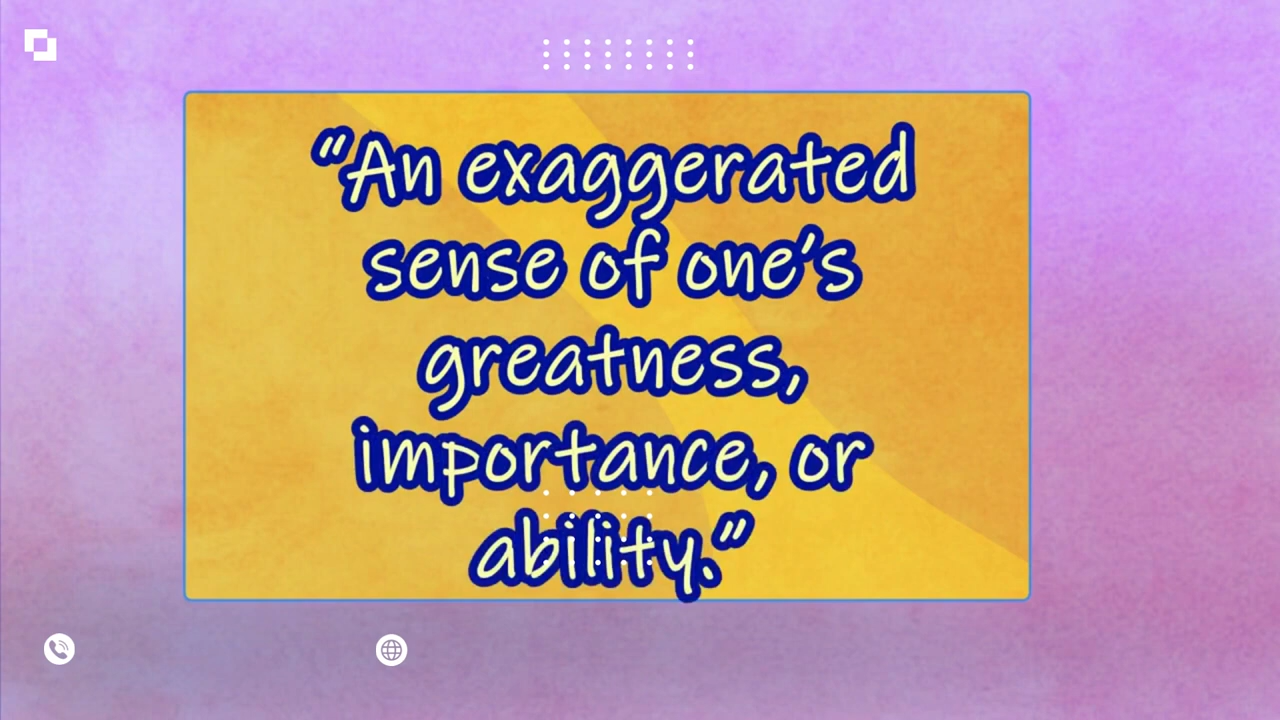 “An exaggerated
sense of one’s
greatness,
importance, or
ability.”